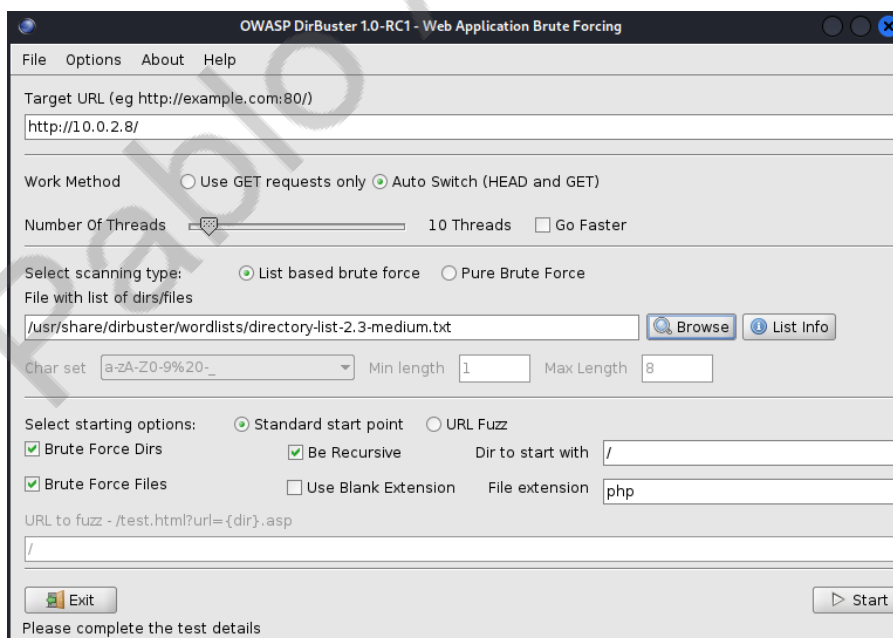 OWASP DirBuster 1.0-RC1 - Web Application Brute Forcing
File Options About Help
Target URL (eg http://example.com:80/)
http://10.0.2.8/
Work Method Use GET requests only Auto Switch (HEAD and GET)
Number Of Threads 10 Threads Go Faster
Select scanning type: List based brute force Pure Brute Force
File with list of dirs/files
/usr/share/dirbuster/wordlists/directory-list-2.3-medium.txt Browse List Info
Char set a-zA-Z0-9%20-_ Min length 1 Max Length 8
Select starting options: Standard start point URL Fuzz
Brute Force Dirs Be Recursive Dir to start with /
Brute Force Files Use Blank Extension File extension php
URL to fuzz - /test.html?url={dir}.asp
/
Exit Start
Please complete the test details
Pablo